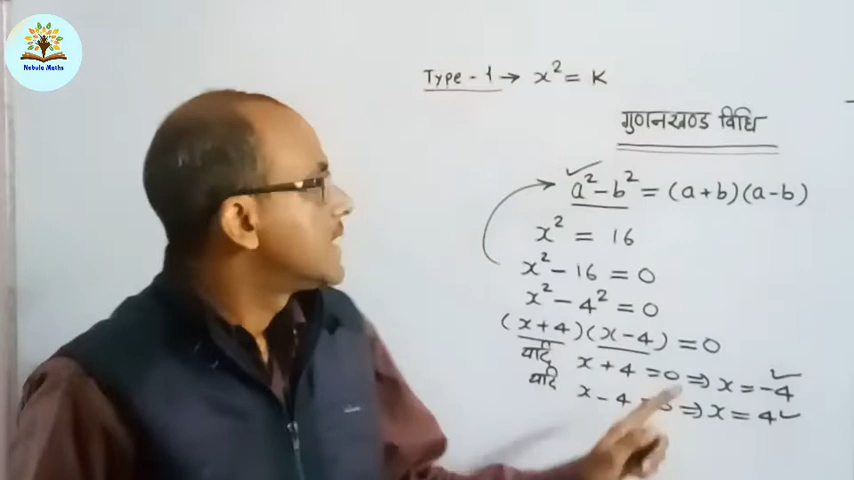 Nebula Maths
Type - 1 → x² = K
गुणनखण्ड विधि
a² - b² = (a+b)(a-b)
x² = 16
x² - 16 = 0
x² - 4² = 0
(x+4)(x-4) = 0
यदि x + 4 = 0 ⇒ x = -4
यदि x - 4 = 0 ⇒ x = 4